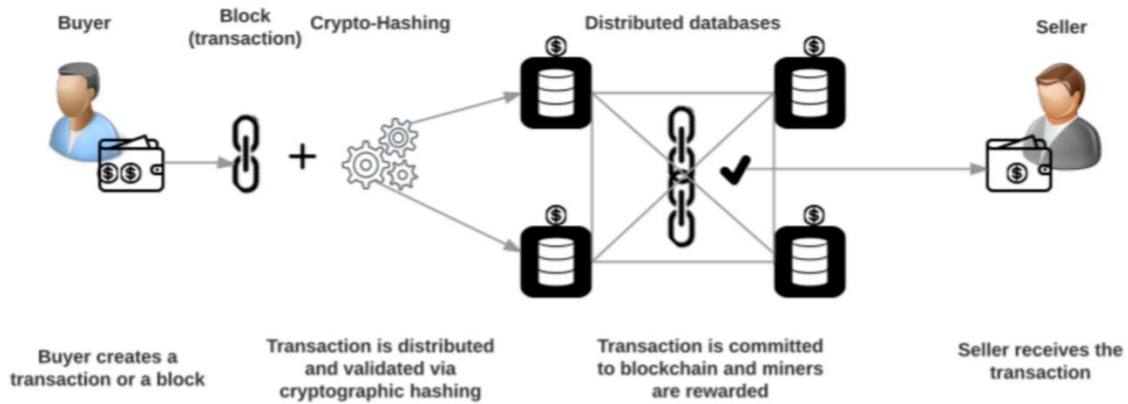 Buyer
Block
(transaction)
Crypto-Hashing
Distributed databases
Seller
$ $
$
$
$
$
$
Buyer creates a
transaction or a block
Transaction is distributed
and validated via
cryptographic hashing
Transaction is committed
to blockchain and miners
are rewarded
Seller receives the
transaction